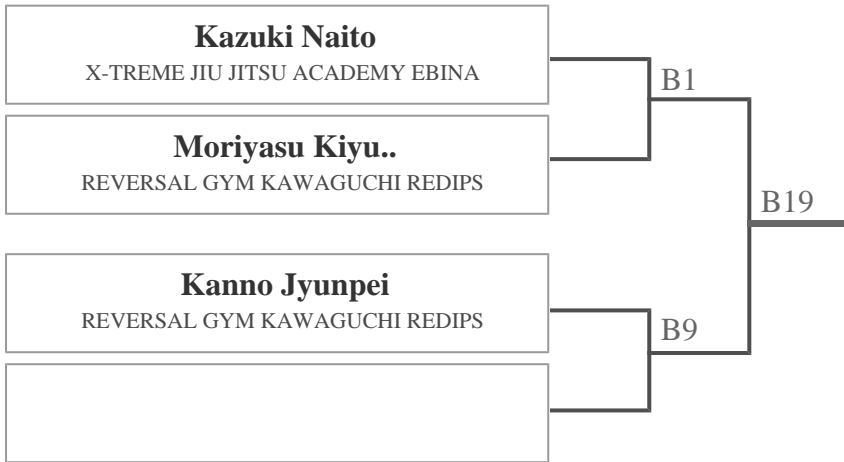 Kazuki Naito
X-TREME JIU JITSU ACADEMY EBINA
B1
Moriyasu Kiyu..
REVERSAL GYM KAWAGUCHI REDIPS
B19
Kanno Jyunpei
REVERSAL GYM KAWAGUCHI REDIPS
B9